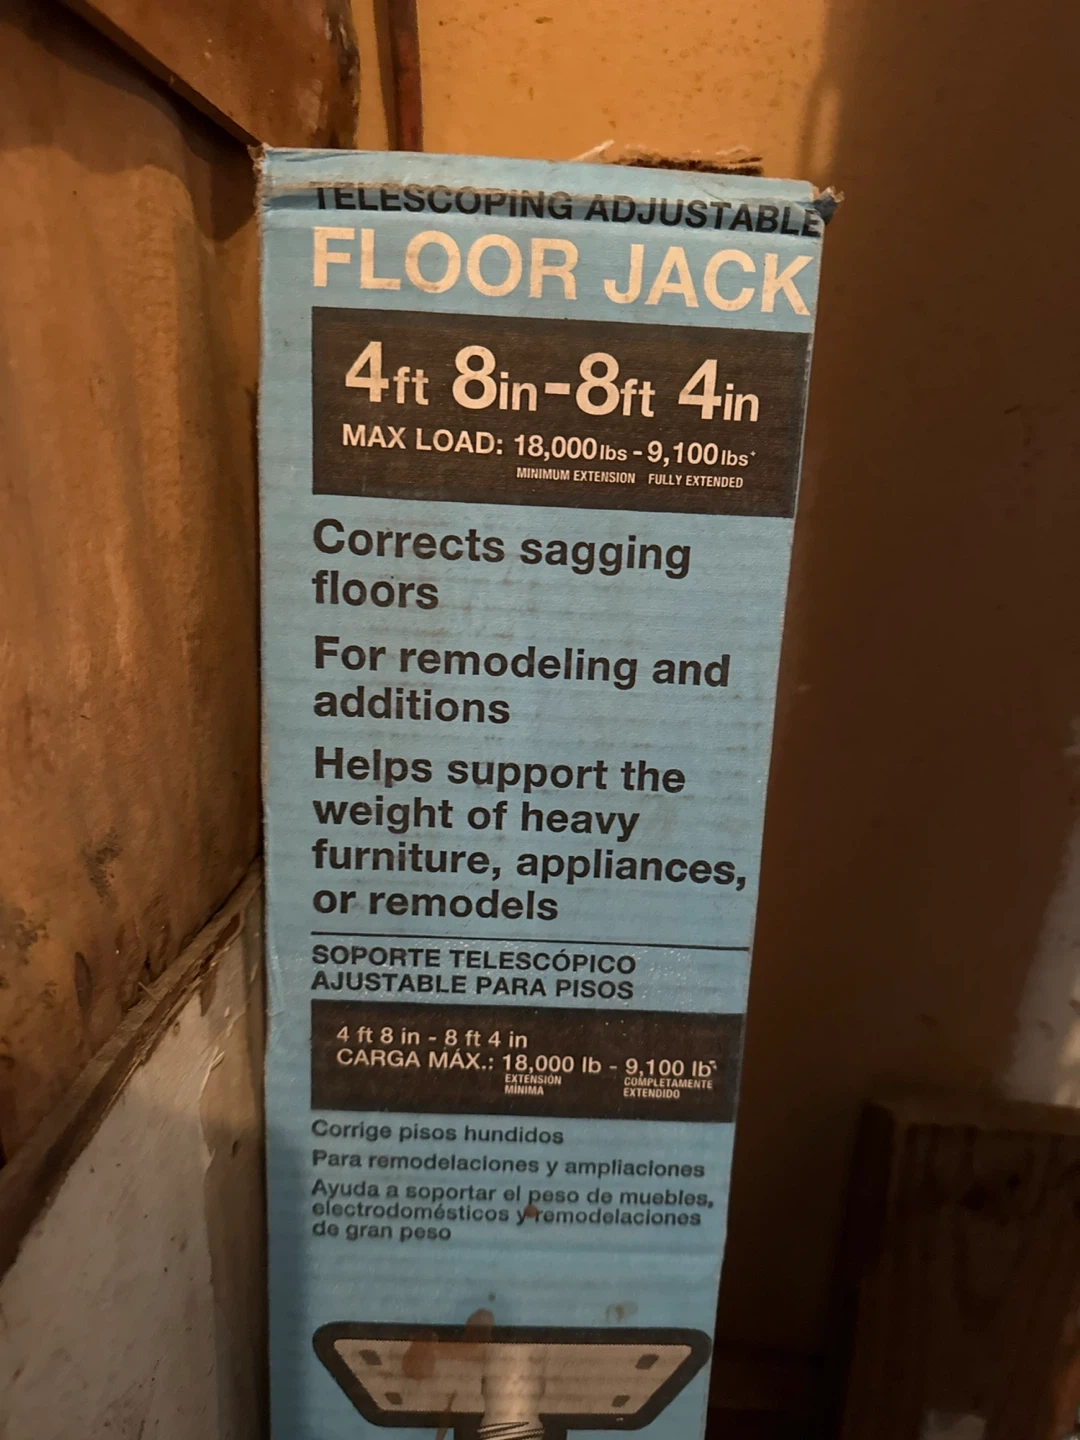 TELESCOPING ADJUSTABLE
FLOOR JACK
4ft 8in-8ft 4in
MAX LOAD: 18,000lbs - 9,100lbs*
MINIMUM EXTENSION FULLY EXTENDED
Corrects sagging
floors
For remodeling and
additions
Helps support the
weight of heavy
furniture, appliances,
or remodels
SOPORTE TELESCÓPICO
AJUSTABLE PARA PISOS
4 ft 8 in - 8 ft 4 in
CARGA MÁX.: 18,000 lb - 9,100 lb*
EXTENSIÓN COMPLETAMENTE
MÍNIMA EXTENDIDO
Corrige pisos hundidos
Para remodelaciones y ampliaciones
Ayuda a soportar el peso de muebles,
electrodomésticos y remodelaciones
de gran peso